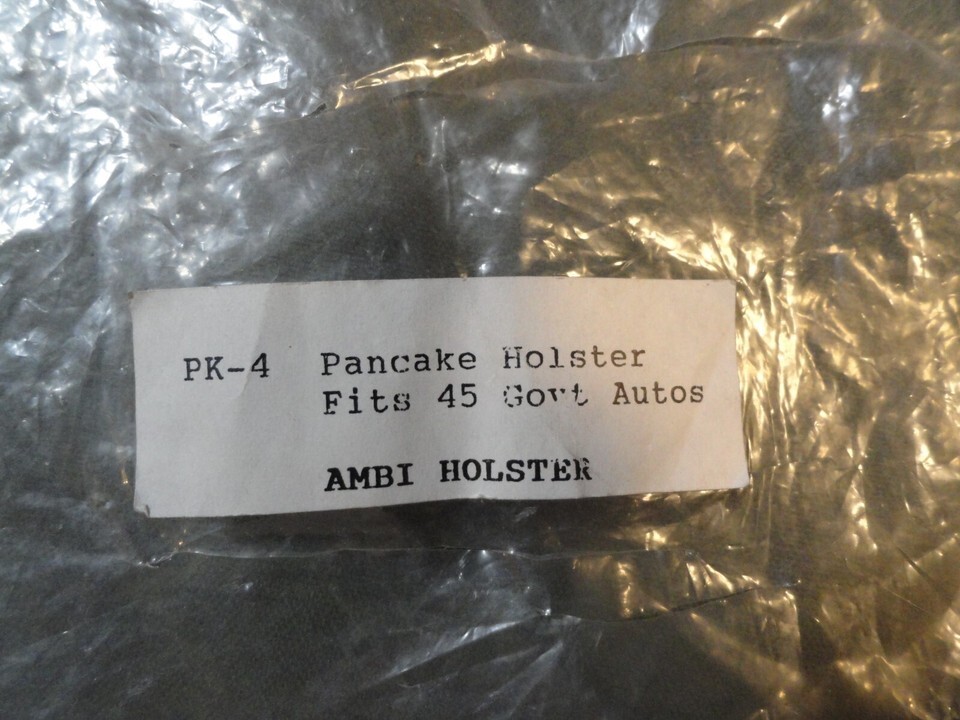 PK-4 Pancake Holster
Fits 45 Govt Autos
AMBI HOLSTER